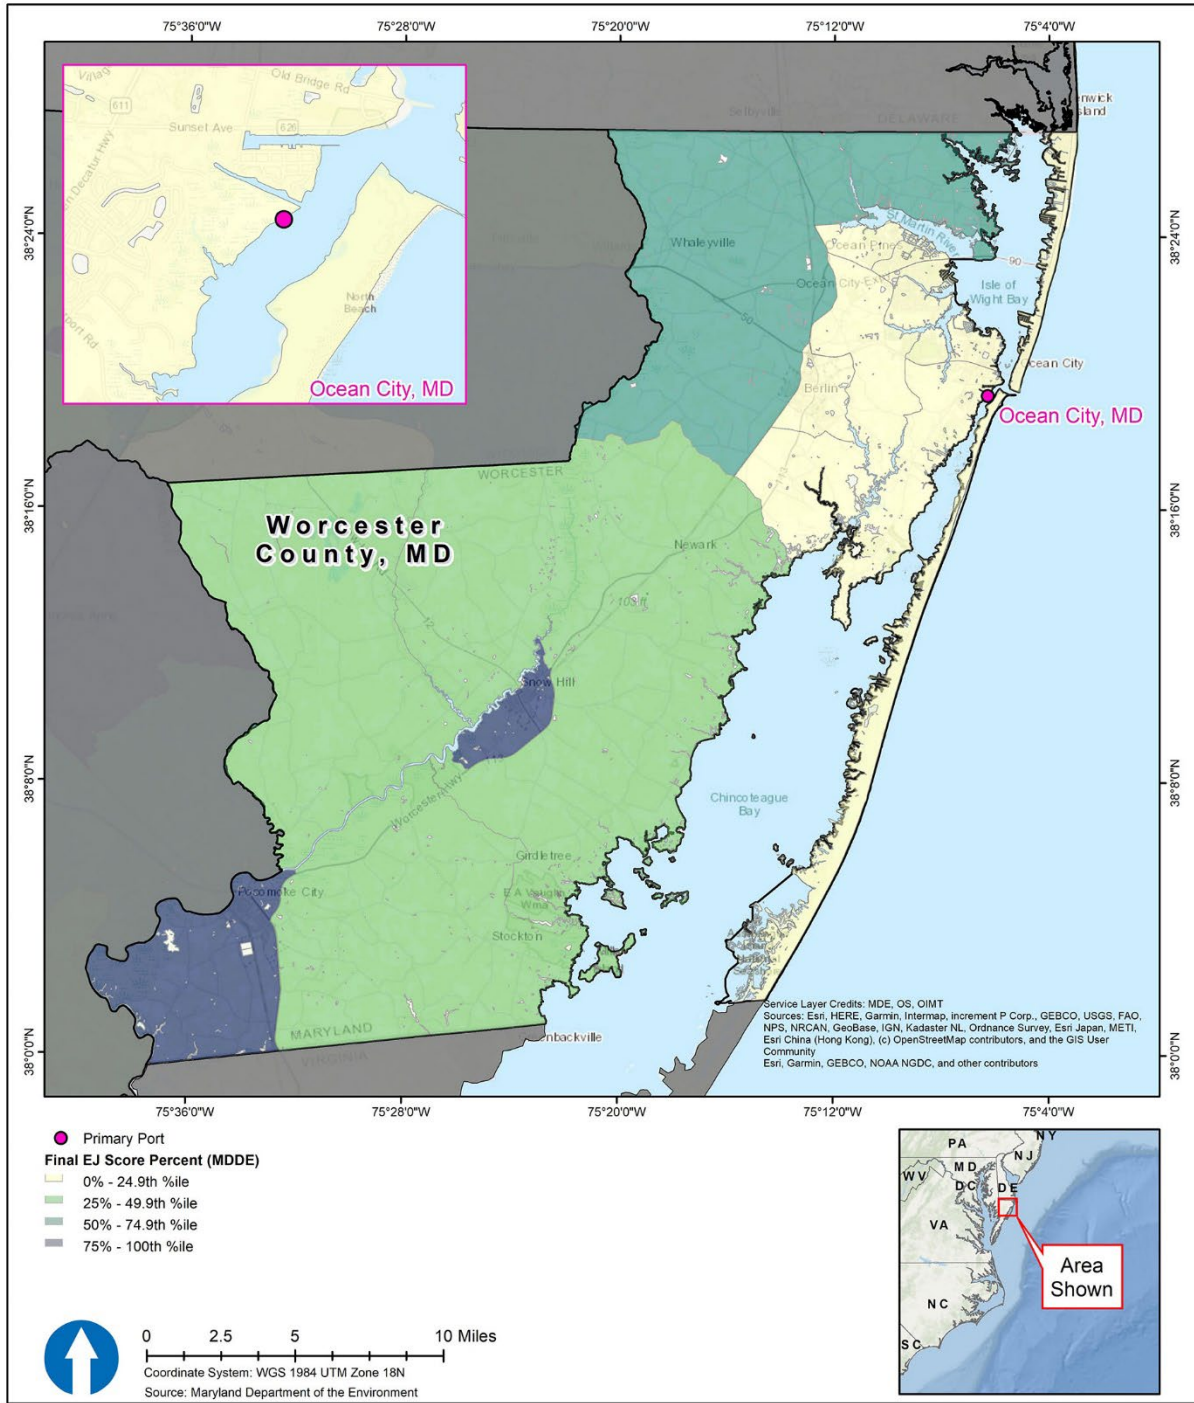 75°36'0"W
75°28'0"W
75°20'0"W
75°12'0"W
75°4'0"W
Old Bridge Rd
611
Sunset Ave
626
North
Beach
Ocean City, MD
Selbyville
DELAWARE
38°24'0"N
38°24'0"N
Whaleyville
St Martin River
Ocean Pines
90
Isle of
Wight Bay
50
Ocean City
Berlin
Ocean City, MD
113
WORCESTER
38°16'0"N
38°16'0"N
Worcester
County, MD
Newark
103 ft
12
Snow Hill
38°8'0"N
38°8'0"N
Chincoteague
Bay
Worcester Hwy
Girdletree
Pocomoke City
E A Vaughn
Wma
Stockton
MARYLAND
VIRGINIA
enbackville
38°0'0"N
38°0'0"N
Service Layer Credits: MDE, OS, OIMT
Sources: Esri, HERE, Garmin, Intermap, increment P Corp., GEBCO, USGS, FAO,
NPS, NRCAN, GeoBase, IGN, Kadaster NL, Ordnance Survey, Esri Japan, METI,
Esri China (Hong Kong), (c) OpenStreetMap contributors, and the GIS User
Community
Esri, Garmin, GEBCO, NOAA NGDC, and other contributors
75°36'0"W
75°28'0"W
75°20'0"W
75°12'0"W
75°4'0"W
Primary Port
Final EJ Score Percent (MDDE)
0% - 24.9th %ile
25% - 49.9th %ile
50% - 74.9th %ile
75% - 100th %ile
0 2.5 5 10 Miles
Coordinate System: WGS 1984 UTM Zone 18N
Source: Maryland Department of the Environment
PA
NY
NJ
MD
WV
DC
DE
VA
NC
SC
Area
Shown